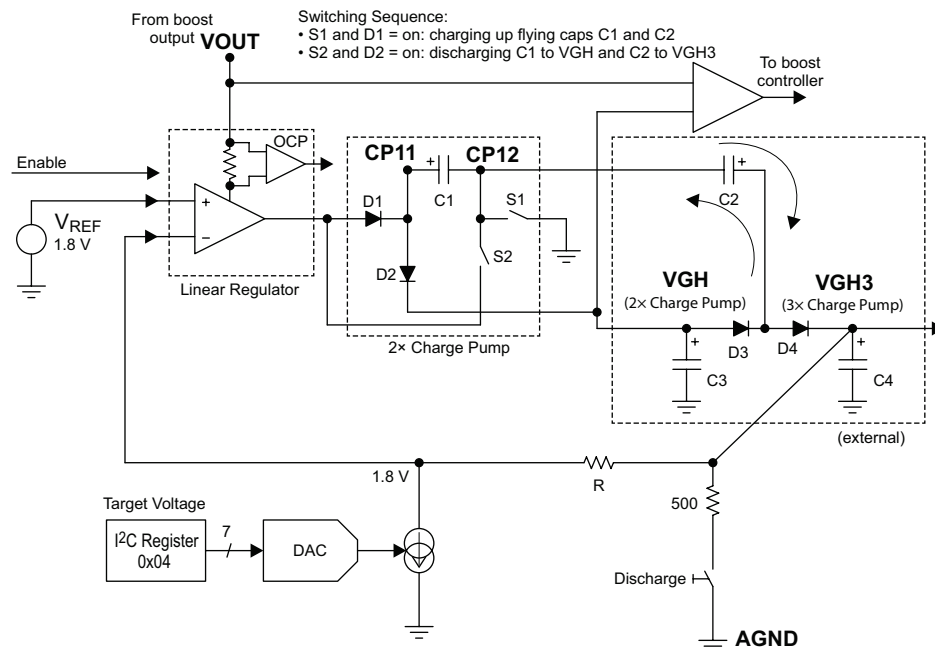 Switching Sequence:
• S1 and D1 = on: charging up flying caps C1 and C2
• S2 and D2 = on: discharging C1 to VGH and C2 to VGH3
From boost
output VOUT
To boost
controller
OCP
Enable
CP11
CP12
+
C1
+
C2
D1
S1
VREF
1.8 V
+
−
S2
D2
Linear Regulator
2× Charge Pump
VGH
(2× Charge Pump)
VGH3
(3× Charge Pump)
D3
D4
+
C3
+
C4
(external)
1.8 V
R
500
Target Voltage
I2C Register
0x04
7
DAC
Discharge
AGND